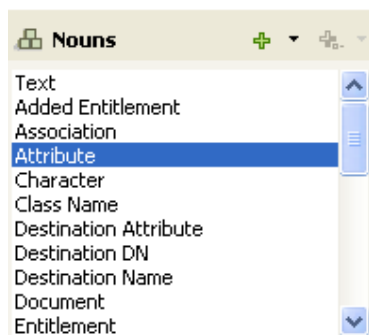 Nouns
Text
Added Entitlement
Association
Attribute
Character
Class Name
Destination Attribute
Destination DN
Destination Name
Document
Entitlement